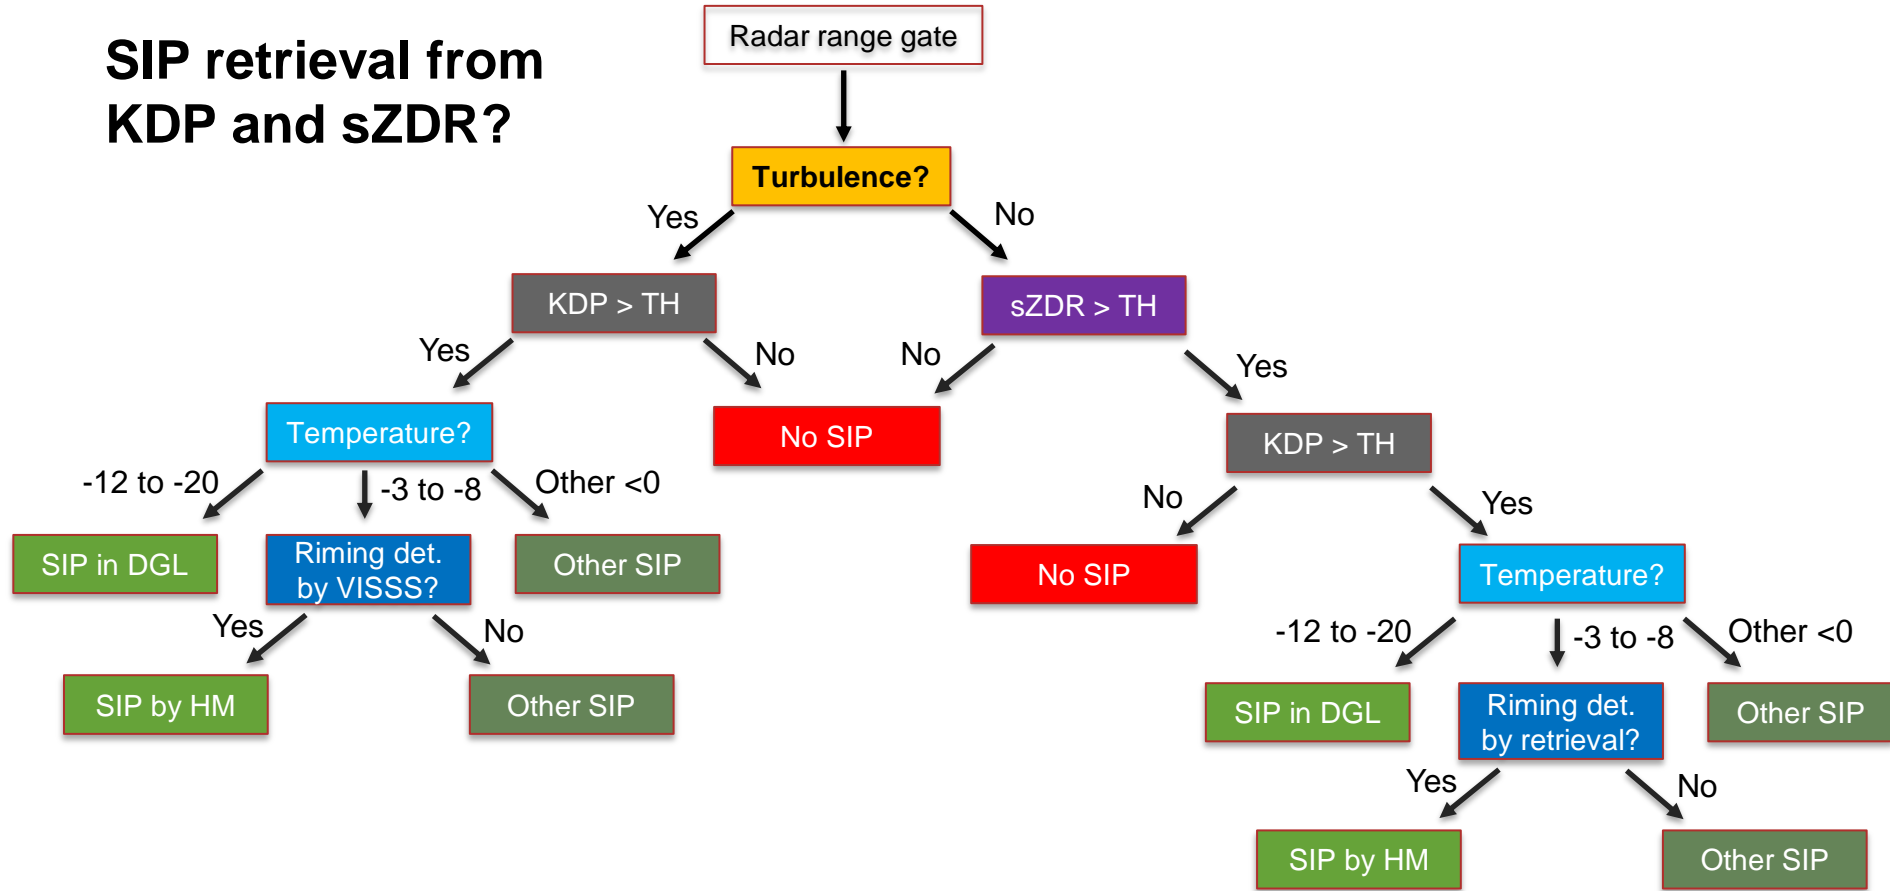 SIP retrieval from
KDP and sZDR?
Radar range gate
Turbulence?
Yes
No
KDP > TH
sZDR > TH
Yes
No
No
Yes
Temperature?
No SIP
KDP > TH
-12 to -20
-3 to -8
Other <0
No
Yes
SIP in DGL
Riming det.
by VISSS?
Other SIP
No SIP
Temperature?
Yes
No
-12 to -20
-3 to -8
Other <0
SIP by HM
Other SIP
SIP in DGL
Riming det.
by retrieval?
Other SIP
Yes
No
SIP by HM
Other SIP